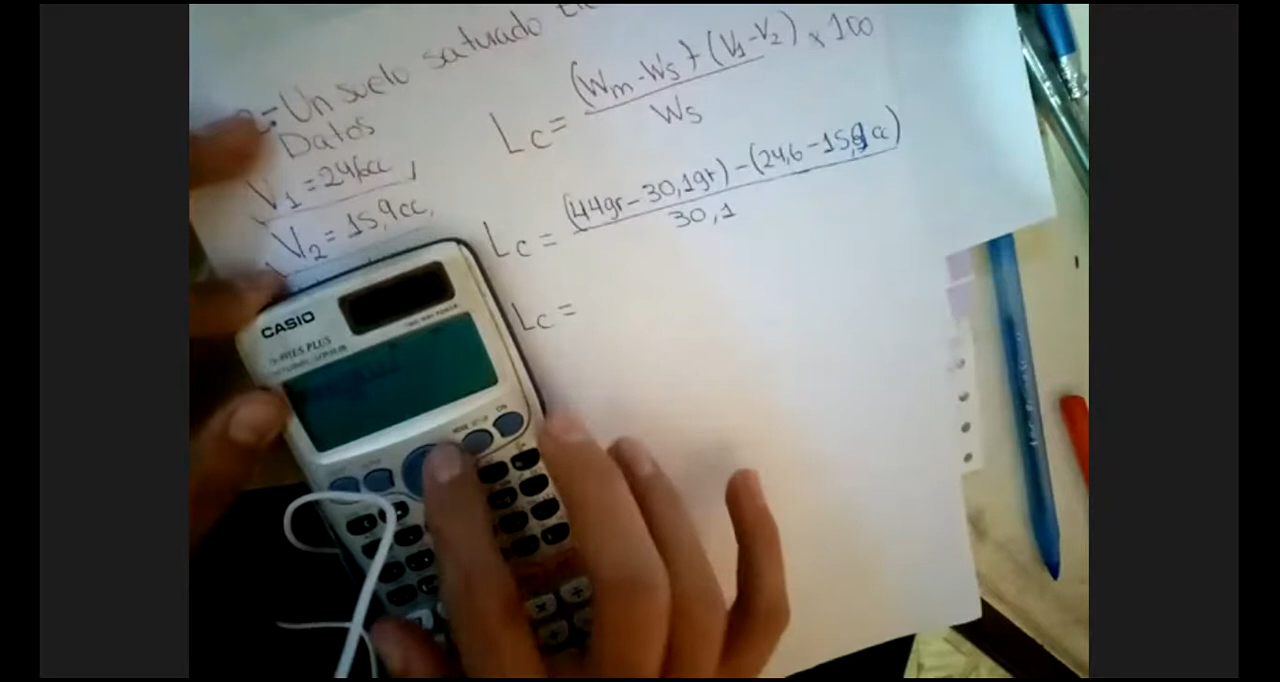 2.- Un suelo saturado
Datos
V1 = 24,6cc
V2 = 15,9cc
Lc = (Wm - Ws) + (V1 - V2) x 100
Ws
Lc = (44gr - 30,1gr) - (24,6 - 15,9cc)
30,1
Lc =
CASIO